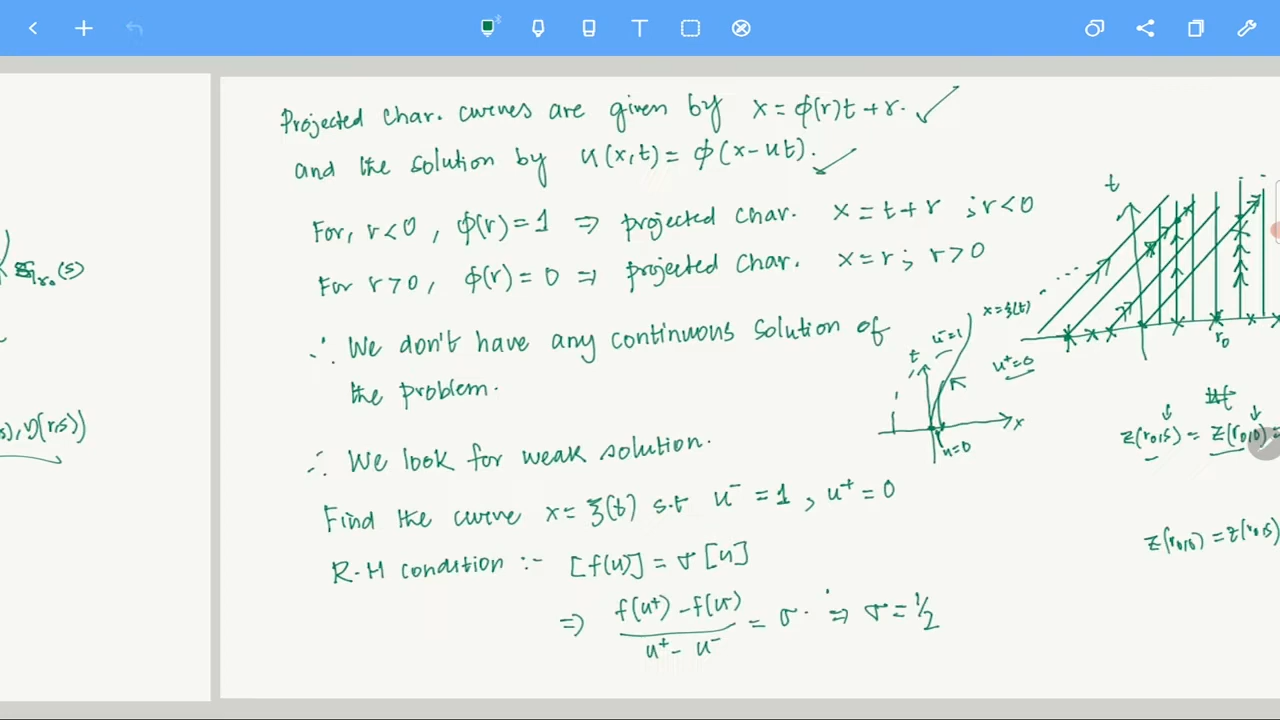 Projected char. curves are given by x = ϕ(r)t + r. ✓
and the solution by u(x,t) = ϕ(x-ut). ✓
For, r<0, ϕ(r) = 1 ⇒ projected char. x = t + r ; r<0
For r>0, ϕ(r) = 0 ⇒ projected char. x = r ; r>0
∴ We don't have any continuous solution of
the problem.
∴ We look for weak solution.
Find the curve x = ξ(t) s.t u⁻ = 1, u⁺ = 0
R-H condition :- [f(u)] = σ [u]
⇒ f(u⁺) - f(u⁻) / u⁺ - u⁻ = σ. ⇒ σ = 1/2
t
r₀
x=ξ(t)
u⁻=1
u⁺=0
t
x
u=0
z(r₀,s) = z(r₀,0) =
z(r₀,0) = z(r₀,s)
r₀(s)
s), η(r,s))